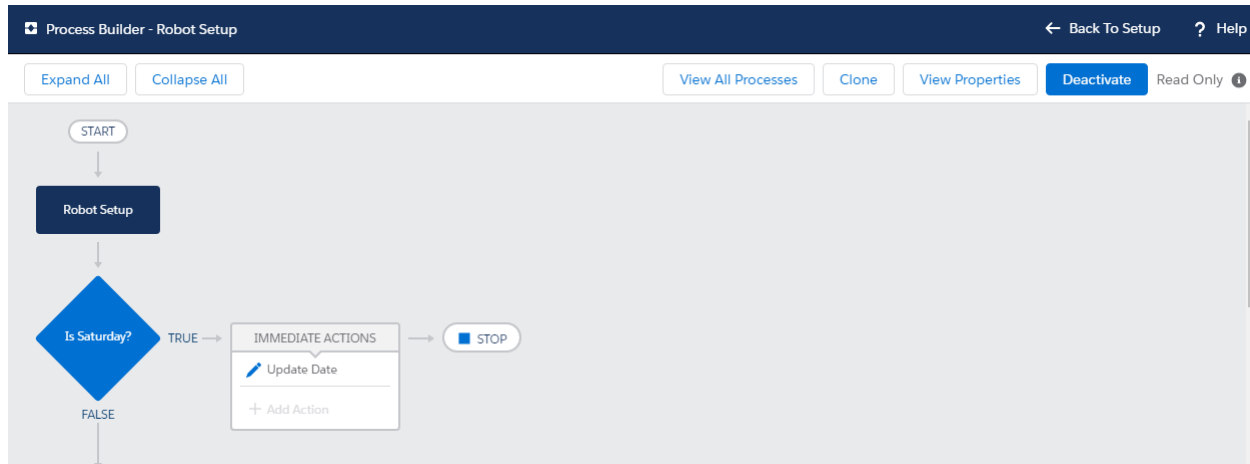 Process Builder - Robot Setup
Back To Setup
? Help
Expand All
Collapse All
View All Processes
Clone
View Properties
Deactivate
Read Only
START
Robot Setup
Is Saturday?
TRUE
IMMEDIATE ACTIONS
STOP
Update Date
+ Add Action
FALSE